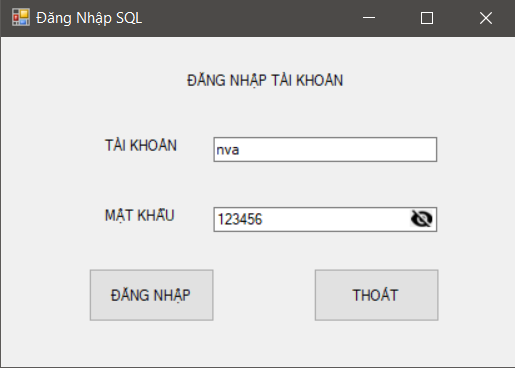 Đăng Nhập SQL
ĐĂNG NHẬP TÀI KHOẢN
TÀI KHOẢN
nva
MẬT KHẨU
123456
ĐĂNG NHẬP
THOÁT